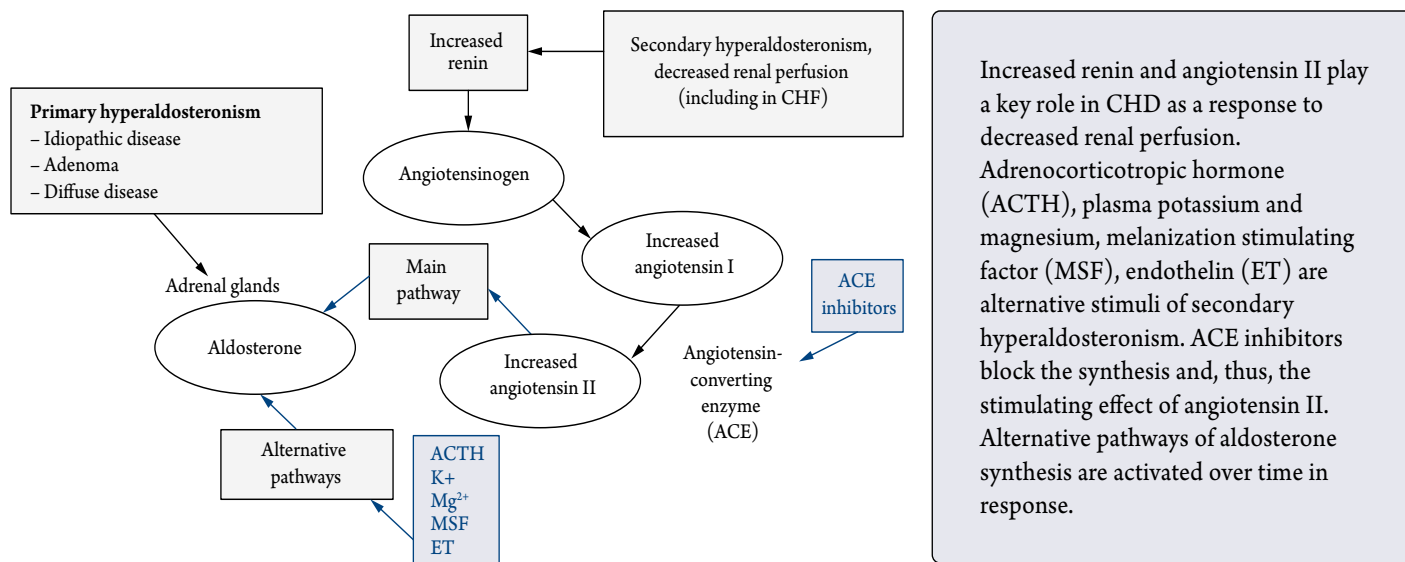 Increased
renin
Secondary hyperaldosteronism,
decreased renal perfusion
(including in CHF)
Primary hyperaldosteronism
– Idiopathic disease
– Adenoma
– Diffuse disease
Angiotensinogen
Increased
angiotensin I
Main
pathway
Adrenal glands
Aldosterone
Increased
angiotensin II
ACE
inhibitors
Angiotensin-
converting
enzyme
(ACE)
Alternative
pathways
ACTH
K+
Mg²⁺
MSF
ET
Increased renin and angiotensin II play
a key role in CHD as a response to
decreased renal perfusion.
Adrenocorticotropic hormone
(ACTH), plasma potassium and
magnesium, melanization stimulating
factor (MSF), endothelin (ET) are
alternative stimuli of secondary
hyperaldosteronism. ACE inhibitors
block the synthesis and, thus, the
stimulating effect of angiotensin II.
Alternative pathways of aldosterone
synthesis are activated over time in
response.